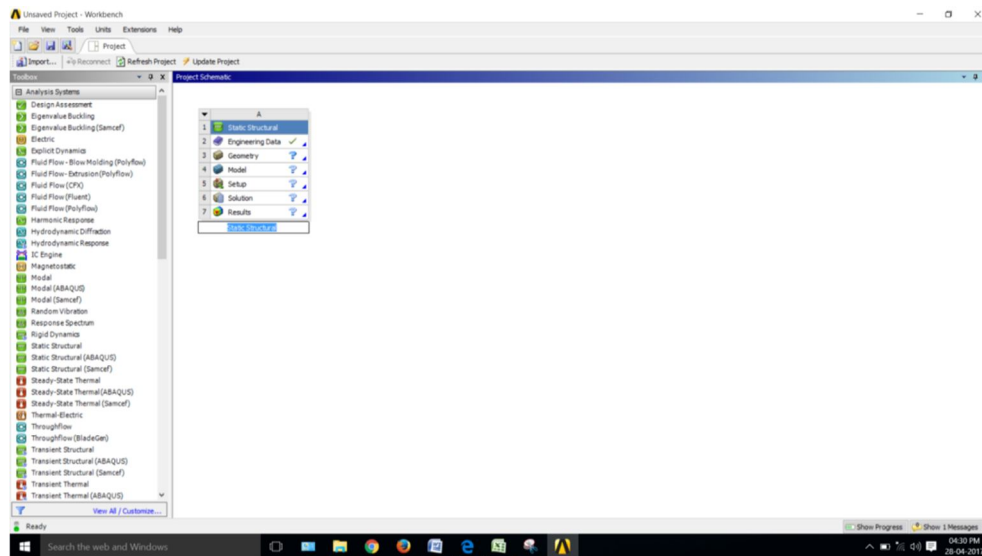 Unsaved Project - Workbench
File View Tools Units Extensions Help
Project
Import... Reconnect Refresh Project Update Project
Toolbox
Project Schematic
Analysis Systems
Design Assessment
Eigenvalue Buckling
Eigenvalue Buckling (Samcef)
Electric
Explicit Dynamics
Fluid Flow - Blow Molding (Polyflow)
Fluid Flow - Extrusion (Polyflow)
Fluid Flow (CFX)
Fluid Flow (Fluent)
Fluid Flow (Polyflow)
Harmonic Response
Hydrodynamic Diffraction
Hydrodynamic Response
IC Engine
Magnetostatic
Modal
Modal (ABAQUS)
Modal (Samcef)
Random Vibration
Response Spectrum
Rigid Dynamics
Static Structural
Static Structural (ABAQUS)
Static Structural (Samcef)
Steady-State Thermal
Steady-State Thermal (ABAQUS)
Steady-State Thermal (Samcef)
Thermal-Electric
Throughflow
Throughflow (BladeGen)
Transient Structural
Transient Structural (ABAQUS)
Transient Structural (Samcef)
Transient Thermal
Transient Thermal (ABAQUS)
View All / Customize...
A
1 Static Structural
2 Engineering Data
3 Geometry
4 Model
5 Setup
6 Solution
7 Results
Static Structural
Ready
Show Progress Show 1 Messages
Search the web and Windows
04:30 PM